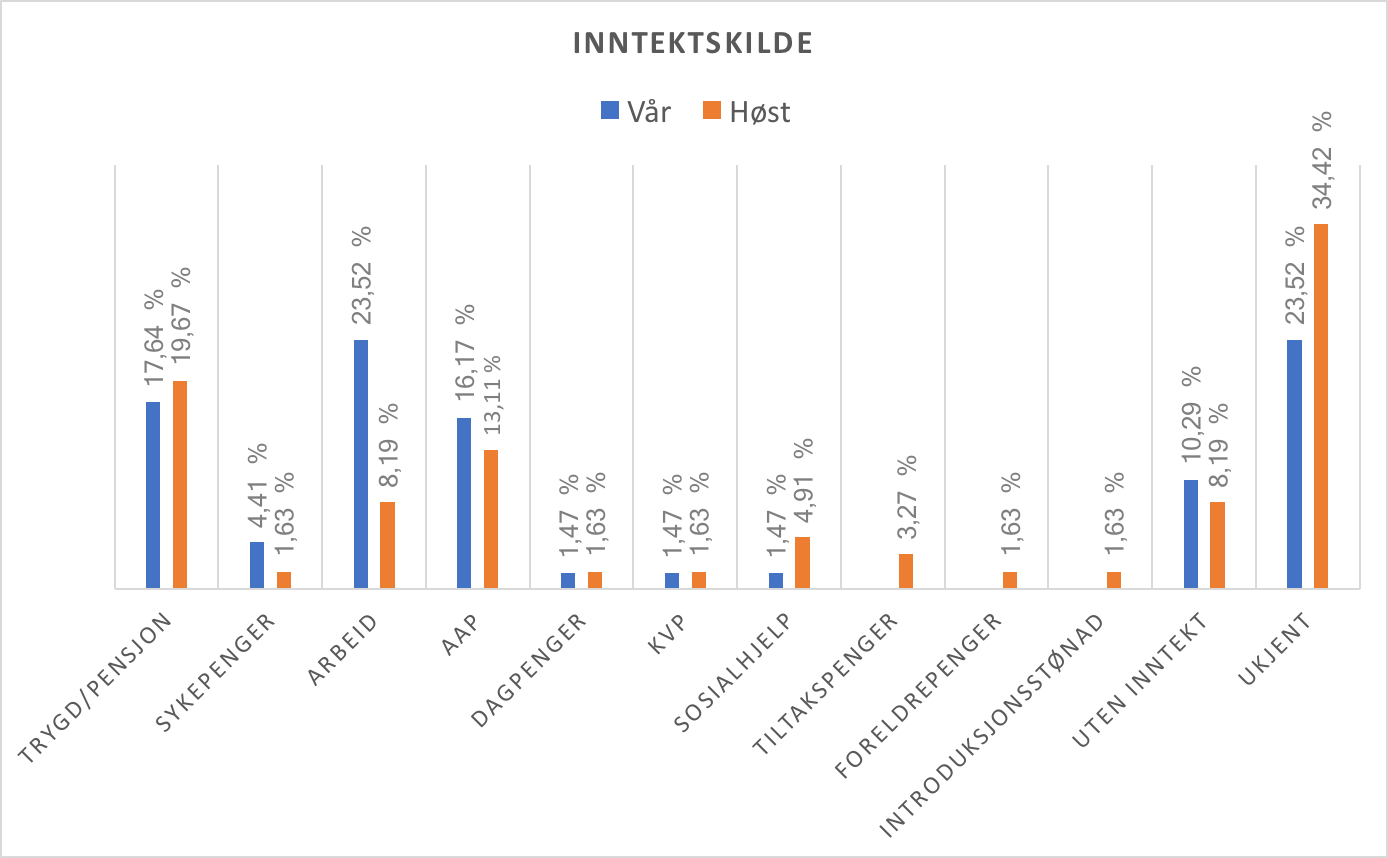 INNTEKTSKILDE
Vår Høst
17,64 %
19,67 %
4,41 %
1,63 %
23,52 %
8,19 %
16,17 %
13,11 %
1,47 %
1,63 %
1,47 %
1,63 %
1,47 %
4,91 %
3,27 %
1,63 %
1,63 %
10,29 %
8,19 %
23,52 %
34,42 %
TRYGD/PENSJON
SYKEPENGER
ARBEID
AAP
DAGPENGER
KVP
SOSIALHJELP
TILTAKSPENGER
FORELDREPENGER
INTRODUKSJONSSTØNAD
UTEN INNTEKT
UKJENT